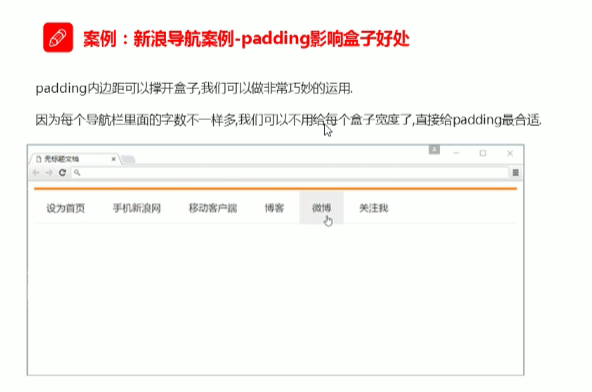 案例：新浪导航案例-padding影响盒子好处
padding内边距可以撑开盒子,我们可以做非常巧妙的运用.
因为每个导航栏里面的字数不一样多,我们可以不用给每个盒子宽度了,直接给padding最合适.
无标题文档
设为首页 手机新浪网 移动客户端 博客 微博 关注我